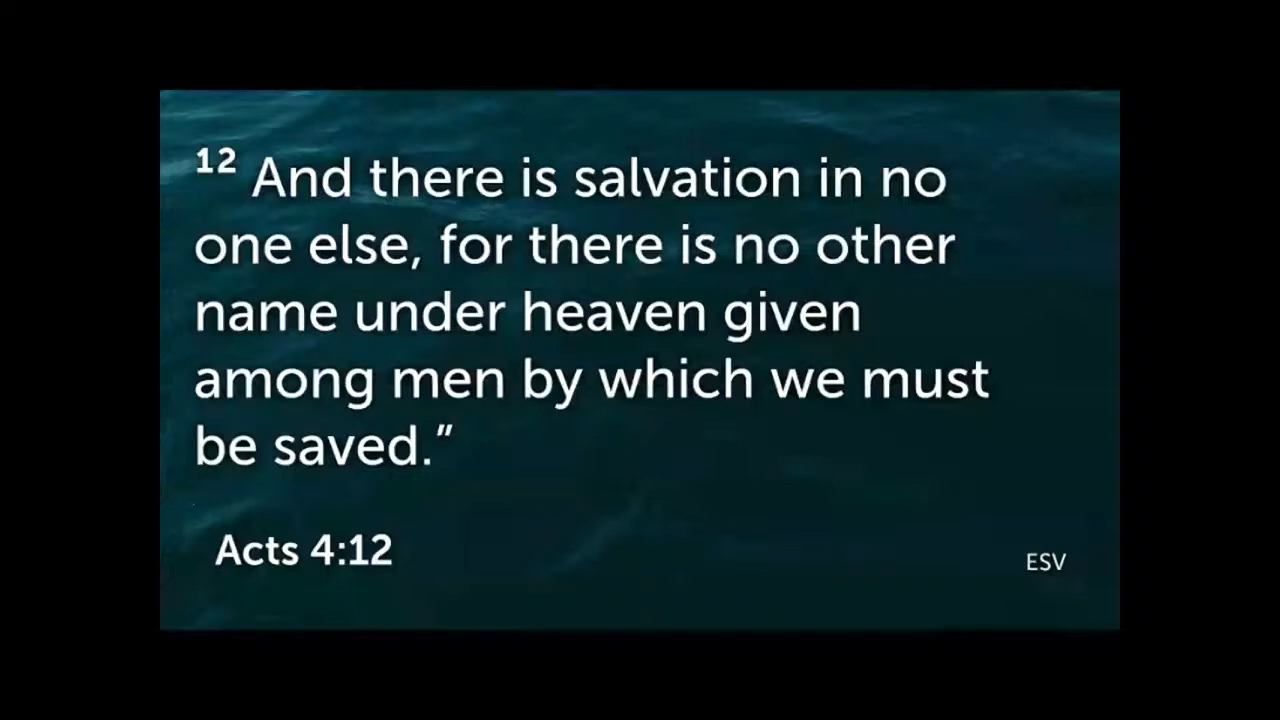 12 And there is salvation in no
one else, for there is no other
name under heaven given
among men by which we must
be saved.”
Acts 4:12
ESV